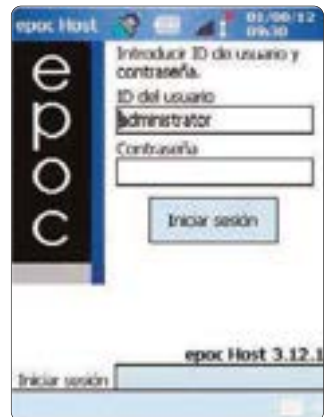 epoc Host
01/06/12
09:30
epoc
Introducir ID de usuario y
contraseña.
ID del usuario
administrator
Contraseña
Iniciar sesión
epoc Host 3.12.1
Iniciar sesión